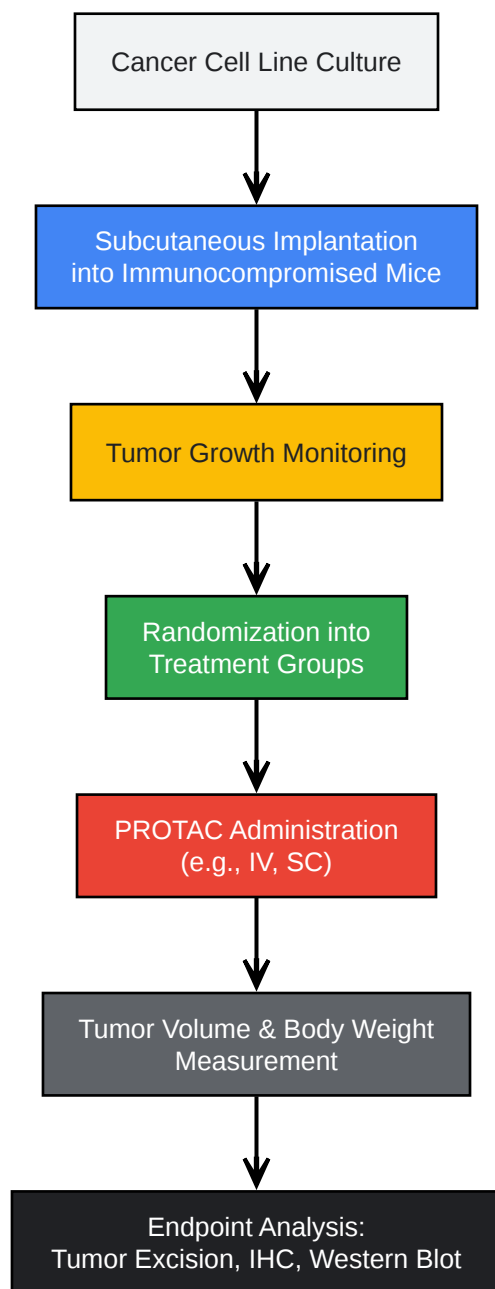 Cancer Cell Line Culture
Subcutaneous Implantation
into Immunocompromised Mice
Tumor Growth Monitoring
Randomization into
Treatment Groups
PROTAC Administration
(e.g., IV, SC)
Tumor Volume & Body Weight
Measurement
Endpoint Analysis:
Tumor Excision, IHC, Western Blot